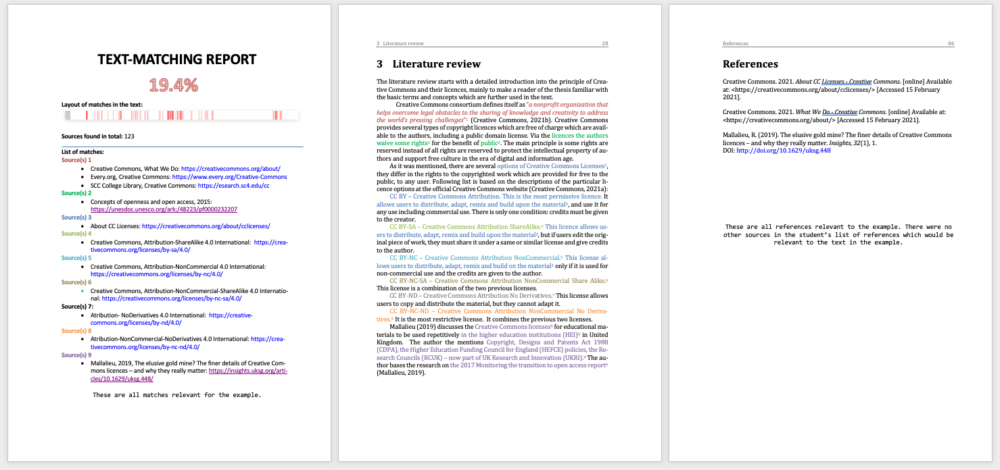 TEXT-MATCHING REPORT
19.4%
Layout of matches in the text:
Sources found in total: 123
List of matches:
Source(s) 1
• Creative Commons, What We Do: https://creativecommons.org/about/
• Every.org, Creative Commons: https://www.every.org/Creative-Commons
• SCC College Library, Creative Commons: https://esearch.sc4.edu/cc
Source(s) 2
• Concepts of openness and open access, 2015:
https://unesdoc.unesco.org/ark:/48223/pf0000232207
Source(s) 3
• About CC Licenses: https://creativecommons.org/about/cclicenses/
Source(s) 4
• Creative Commons, Attribution-ShareAlike 4.0 International: https://crea-
tivecommons.org/licenses/by-sa/4.0/
Source(s) 5
• Creative Commons, Attribution-NonCommercial 4.0 International:
https://creativecommons.org/licenses/by-nc/4.0/
Source(s) 6
• Creative Commons, Attribution-NonCommercial-ShareAlike 4.0 Internatio-
nal: https://creativecommons.org/licenses/by-nc-sa/4.0/
Source(s) 7:
• Atribution- NoDerivatives 4.0 International: https://creative-
commons.org/licenses/by-nd/4.0/
Source(s) 8
• Atribution-NonCommercial-NoDerivatives 4.0 International: https://crea-
tivecommons.org/licenses/by-nc-nd/4.0/
Source(s) 9
• Mallalieu, 2019, The elusive gold mine? The finer details of Creative Com-
mons licences – and why they really matter: https://insights.uksg.org/arti-
cles/10.1629/uksg.448/
These are all matches relevant for the example.
3 Literature review 28
3 Literature review
The literature review starts with a detailed introduction into the principle of Crea-
tive Commons and their licences, mainly to make a reader of the thesis familiar with
the basic terms and concepts which are further used in the text.
Creative Commons consortium defines itself as "a nonprofit organization that
helps overcome legal obstacles to the sharing of knowledge and creativity to address
the world's pressing challenges"¹ (Creative Commons, 2021b). Creative Commons
provides several types of copyright licences which are free of charge which are avail-
able to the authors, including a public domain license. Via the licences the authors
waive some rights² for the benefit of public². The main principle is some rights are
reserved instead of all rights are reserved to protect the intellectual property of au-
thors and support free culture in the era of digital and information age.
As it was mentioned, there are several options of Creative Commons Licenses³,
they differ in the rights to the copyrighted work which are provided for free to the
public, to any user. Following list is based on the descriptions of the particular li-
cence options at the official Creative Commons website (Creative Commons, 2021a):
CC BY – Creative Commons Attribution. This is the most permissive licence. It
allows users to distribute, adapt, remix and build upon the material³, and use it for
any use including commercial use. There is only one condition: credits must be given
to the creator.
CC BY-SA – Creative Commons Attribution ShareAlike.⁴ This licence allows us-
ers to distribute, adapt, remix and build upon the material³, but if users edit the orig-
inal piece of work, they must share it under a same or similar license and give credits
to the author.
CC BY-NC – Creative Commons Attribution NonCommercial.⁵ This license al-
lows users to distribute, adapt, remix and build on the material³ only if it is used for
non-commercial use and the credits are given to the author.
CC BY-NC-SA – Creative Commons Attribution NonCommercial Share Alike.⁶
This license is a combination of the two previous licenses.
CC BY-ND – Creative Commons Attribution No Derivatives.⁷ This license allows
users to copy and distribute the material, but they cannot adapt it.
CC BY-NC-ND – Creative Commons Attribution NonCommercial No Deriva-
tives.⁸ It is the most restrictive license. It combines the previous two licenses.
Mallalieu (2019) discusses the Creative Commons licenses⁹ for educational ma-
terials to be used repetitively in the higher education institutions (HEI)⁹ in United
Kingdom. The author the mentions Copyright, Designs and Patents Act 1988
(CDPA), the Higher Education Funding Council for England (HEFCE) policies, the Re-
search Councils (RCUK) – now part of UK Research and Innovation (UKRI).⁹ The au-
thor bases the research on the 2017 Monitoring the transition to open access report⁹
(Mallalieu, 2019).
References 86
References
Creative Commons. 2021. About CC Licenses - Creative Commons. [online] Available
at: <https://creativecommons.org/about/cclicenses/> [Accessed 15 February
2021].
Creative Commons. 2021. What We Do - Creative Commons. [online] Available at:
<https://creativecommons.org/about/> [Accessed 15 February 2021].
Mallalieu, R. (2019). The elusive gold mine? The finer details of Creative Commons
licences – and why they really matter. Insights, 32(1), 1.
DOI: http://doi.org/10.1629/uksg.448
These are all references relevant to the example. There were no
other sources in the student's list of references which would be
relevant to the text in the example.